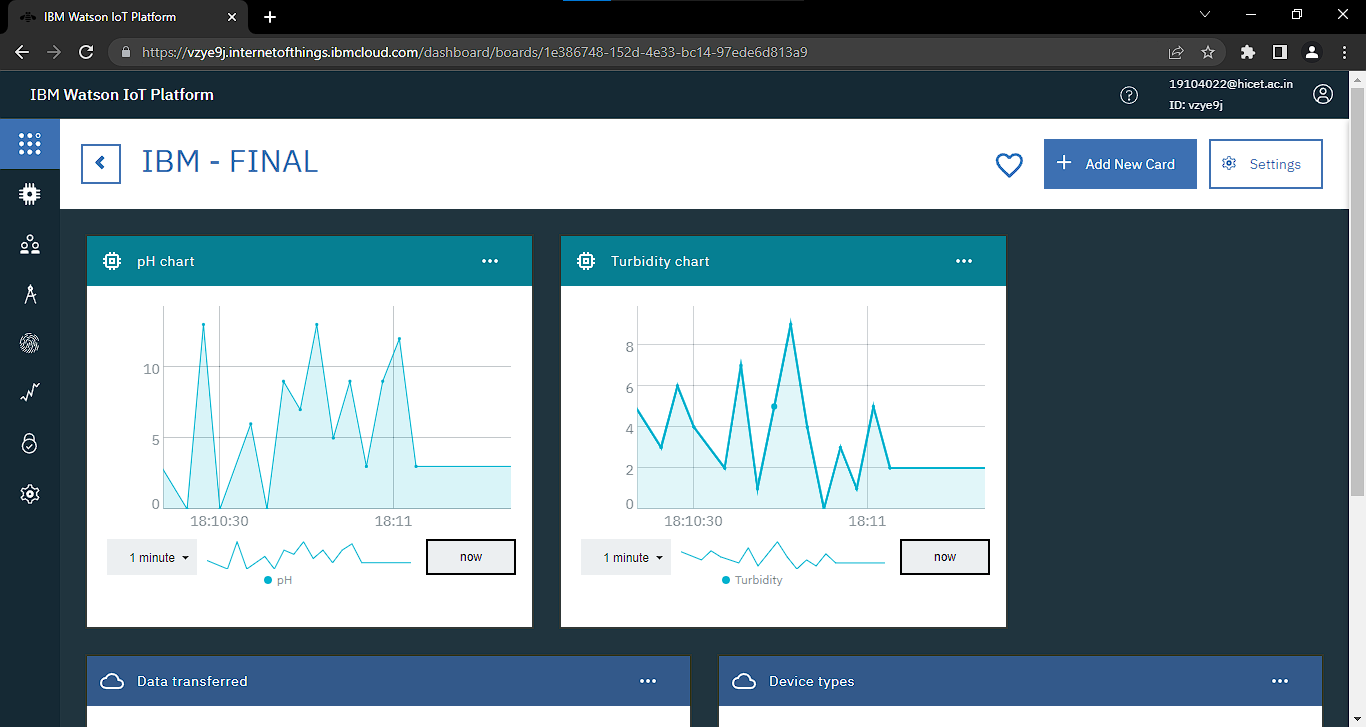 IBM Watson IoT Platform
https://vzye9j.internetofthings.ibmcloud.com/dashboard/boards/1e386748-152d-4e33-bc14-97ede6d813a9
IBM Watson IoT Platform
19104022@hicet.ac.in
ID: vzye9j
IBM - FINAL
Add New Card
Settings
pH chart
10
5
0
18:10:30 18:11
1 minute
now
pH
Turbidity chart
8
6
4
2
0
18:10:30 18:11
1 minute
now
Turbidity
Data transferred
Device types